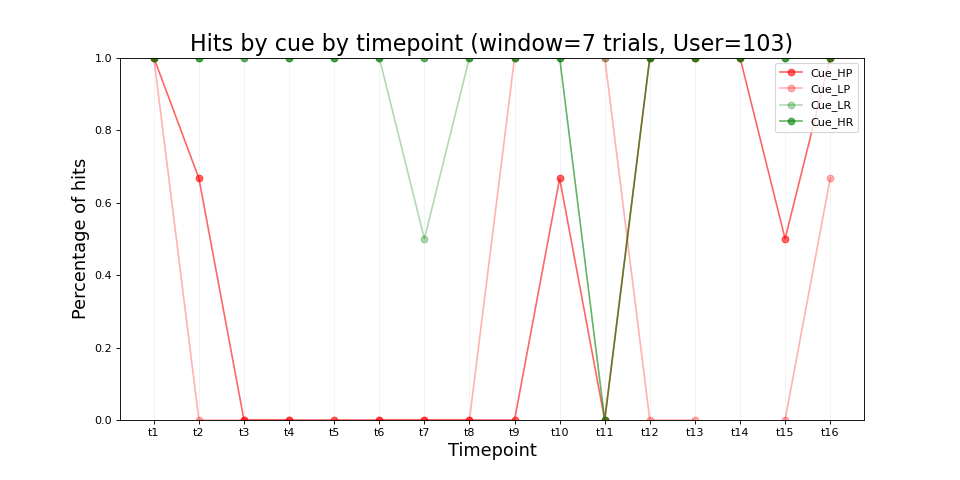 Hits by cue by timepoint (window=7 trials, User=103)
1.0
0.8
0.6
0.4
0.2
0.0
Percentage of hits
Cue_HP
Cue_LP
Cue_LR
Cue_HR
t1 t2 t3 t4 t5 t6 t7 t8 t9 t10 t11 t12 t13 t14 t15 t16
Timepoint